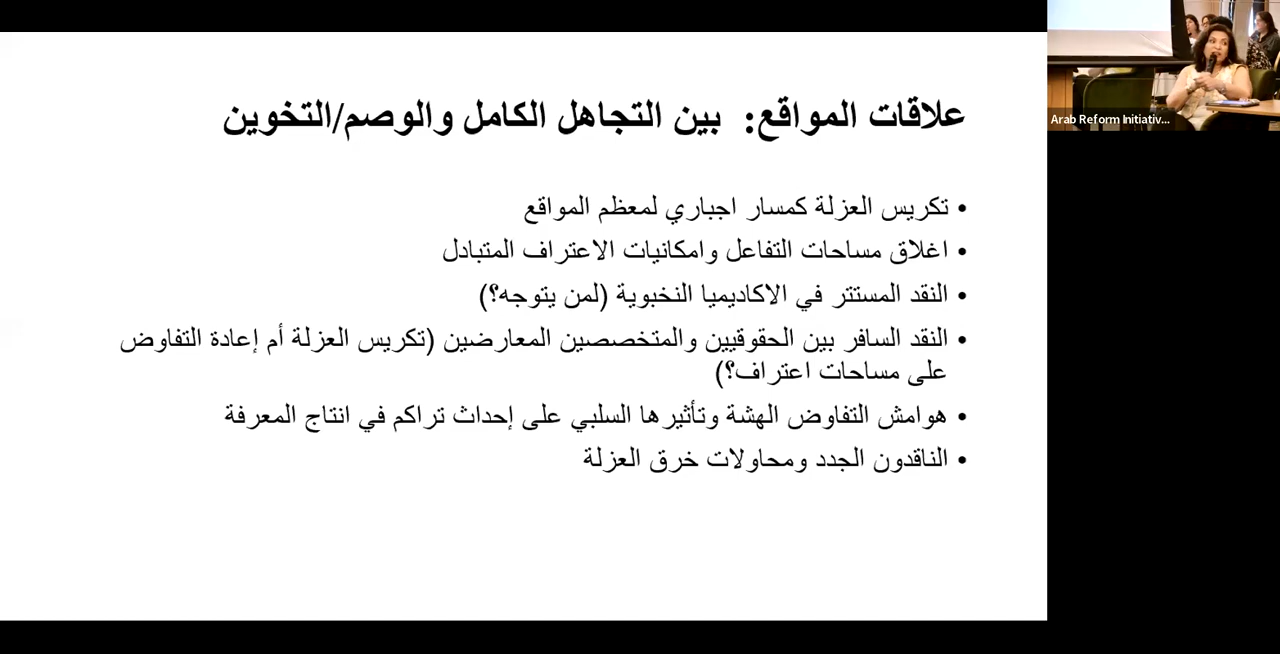 علاقات المواقع: بين التجاهل الكامل والوصم/التخوين
• تكريس العزلة كمسار اجباري لمعظم المواقع
• اغلاق مساحات التفاعل وامكانيات الاعتراف المتبادل
• النقد المستتر في الاكاديميا النخبوية (لمن يتوجه؟)
• النقد السافر بين الحقوقيين والمتخصصين المعارضين (تكريس العزلة أم إعادة التفاوض
على مساحات اعتراف؟)
• هوامش التفاوض الهشة وتأثيرها السلبي على إحداث تراكم في انتاج المعرفة
• الناقدون الجدد ومحاولات خرق العزلة
Arab Reform Initiativ...